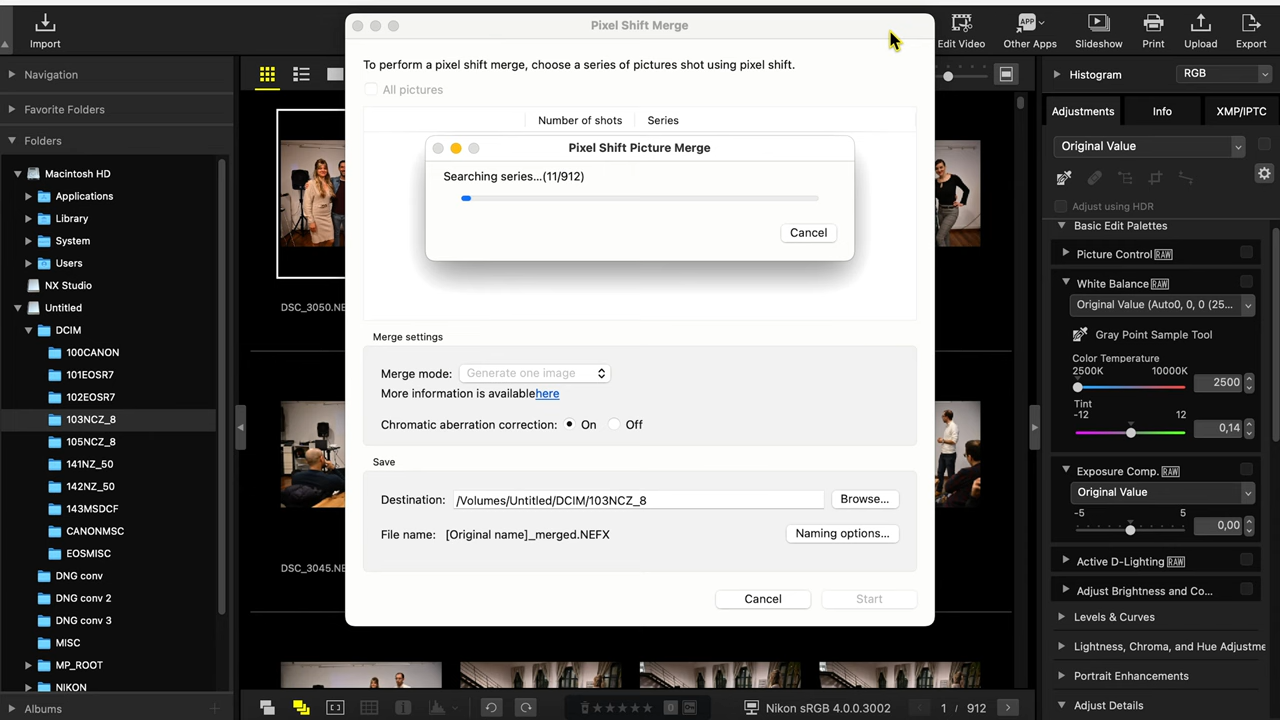 Import
Pixel Shift Merge
Edit Video
APP
Other Apps
Slideshow
Print
Upload
Export
To perform a pixel shift merge, choose a series of pictures shot using pixel shift.
All pictures
Number of shots
Series
Pixel Shift Picture Merge
Searching series...(11/912)
Cancel
Merge settings
Merge mode:
Generate one image
More information is availablehere
Chromatic aberration correction:
On
Off
Save
Destination:
/Volumes/Untitled/DCIM/103NCZ_8
Browse...
File name:
[Original name]_merged.NEFX
Naming options...
Cancel
Start
Navigation
Favorite Folders
Folders
Macintosh HD
Applications
Library
System
Users
NX Studio
Untitled
DCIM
100CANON
101EOSR7
102EOSR7
103NCZ_8
105NCZ_8
141NZ_50
142NZ_50
143MSDCF
CANONMSC
EOSMISC
DNG conv
DNG conv 2
DNG conv 3
MISC
MP_ROOT
NIKON
Albums
DSC_3050.NE
DSC_3045.NE
Histogram
RGB
Adjustments
Info
XMP/IPTC
Original Value
Adjust using HDR
Basic Edit Palettes
Picture Control RAW
White Balance RAW
Original Value (Auto0, 0, 0 (25...
Gray Point Sample Tool
Color Temperature
2500K
10000K
2500
Tint
-12
12
0,14
Exposure Comp. RAW
Original Value
-5
5
0,00
Active D-Lighting RAW
Adjust Brightness and Co...
Levels & Curves
Lightness, Chroma, and Hue Adjustme
Portrait Enhancements
Adjust Details
0
Nikon sRGB 4.0.0.3002
1 / 912